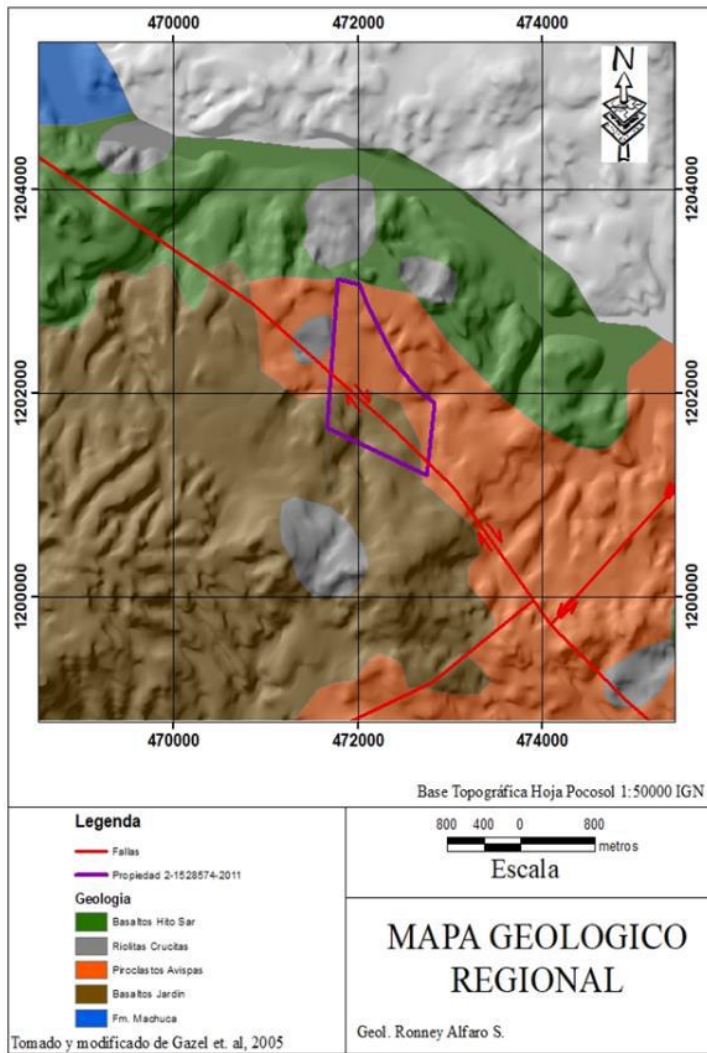 470000 472000 474000
N
1204000 1204000
1202000 1202000
1200000 1200000
470000 472000 474000
Base Topográfica Hoja Pocosol 1:50000 IGN
Legenda
Fallas
Propiedad 2-1528574-2011
Geologia
Basaltos Hito Sar
Riolitas Crucitas
Piroclastos Avispas
Basaltos Jardín
Fm. Machuca
Tomado y modificado de Gazel et. al, 2005
800 400 0 800
metros
Escala
MAPA GEOLOGICO
REGIONAL
Geol. Ronney Alfaro S.